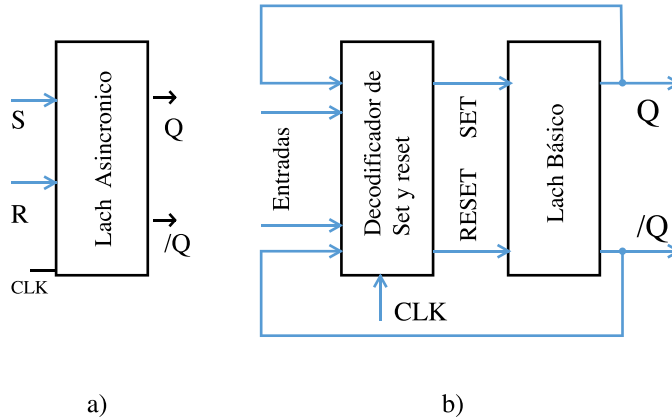 S
R
CLK
Lach Asincronico
Q
/Q
a)
Entradas
Decodificador de
Set y reset
CLK
SET
RESET
Lach Básico
Q
/Q
b)